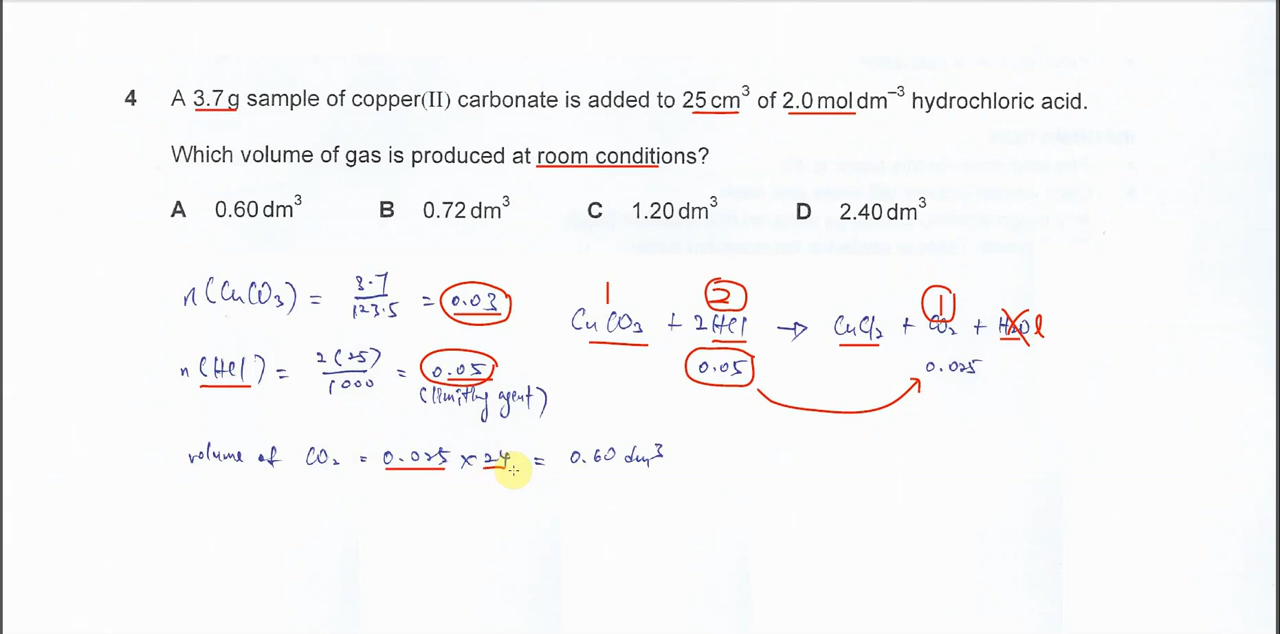 4 A 3.7 g sample of copper(II) carbonate is added to 25 cm³ of 2.0 mol dm⁻³ hydrochloric acid.
Which volume of gas is produced at room conditions?
A 0.60 dm³ B 0.72 dm³ C 1.20 dm³ D 2.40 dm³
n(CuCO₃) = 3.7/123.5 = 0.03
1 2 1
CuCO₃ + 2HCl → CuCl₂ + CO₂ + H₂O l
n(HCl) = 2(25)/1000 = 0.05
(limiting agent)
0.05 0.025
volume of CO₂ = 0.025 × 24 = 0.60 dm³